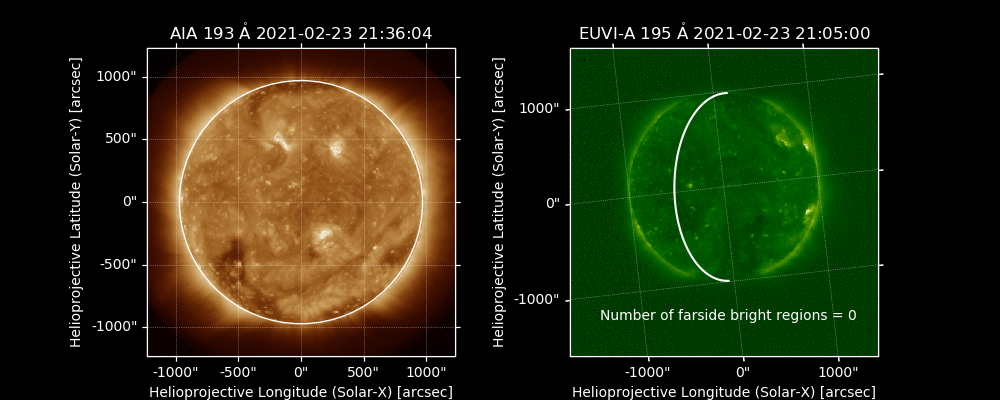 AIA 193 Å 2021-02-23 21:36:04
Helioprojective Latitude (Solar-Y) [arcsec]
1000"
500"
0"
-500"
-1000"
-1000" -500" 0" 500" 1000"
Helioprojective Longitude (Solar-X) [arcsec]
EUVI-A 195 Å 2021-02-23 21:05:00
Helioprojective Latitude (Solar-Y) [arcsec]
1000"
0"
-1000"
Number of farside bright regions = 0
-1000" 0" 1000"
Helioprojective Longitude (Solar-X) [arcsec]